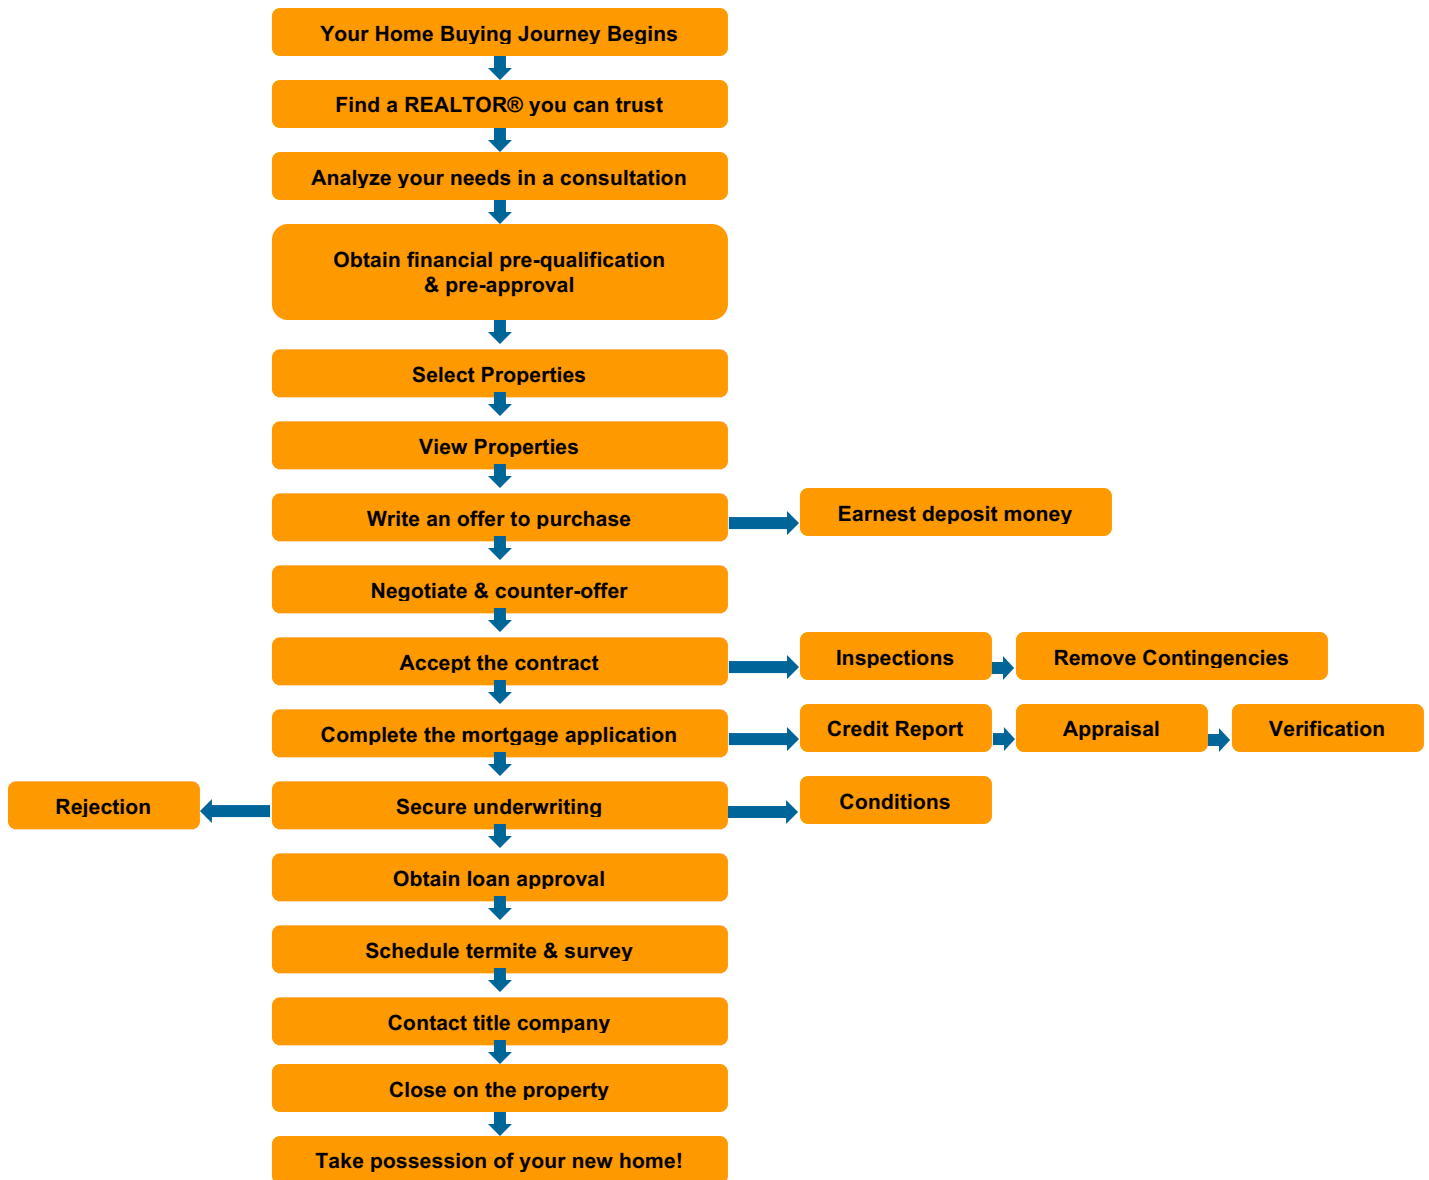 Your Home Buying Journey Begins
Find a REALTOR® you can trust
Analyze your needs in a consultation
Obtain financial pre-qualification
& pre-approval
Select Properties
View Properties
Write an offer to purchase
Earnest deposit money
Negotiate & counter-offer
Accept the contract
Inspections
Remove Contingencies
Complete the mortgage application
Credit Report
Appraisal
Verification
Rejection
Secure underwriting
Conditions
Obtain loan approval
Schedule termite & survey
Contact title company
Close on the property
Take possession of your new home!